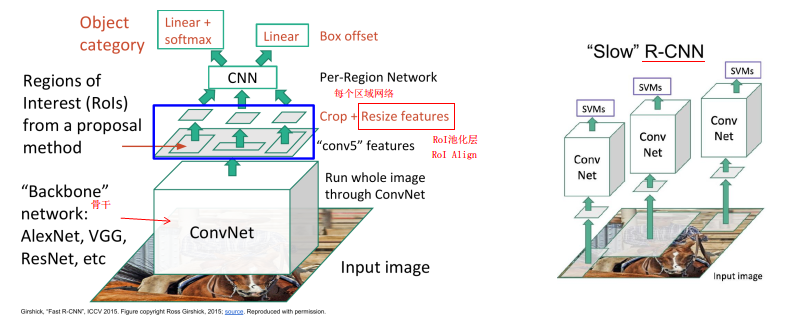 Object
category
Linear +
softmax
Linear
Box offset
CNN
Per-Region Network
每个区域网络
Regions of
Interest (RoIs)
from a proposal
method
Crop + Resize features
"conv5" features
RoI池化层
RoI Align
"Backbone"
network:
骨干
AlexNet, VGG,
ResNet, etc
Run whole image
through ConvNet
ConvNet
Input image
Girshick, "Fast R-CNN", ICCV 2015. Figure copyright Ross Girshick, 2015; source. Reproduced with permission.
"Slow" R-CNN
SVMs
SVMs
SVMs
Conv
Net
Conv
Net
Conv
Net
Input image